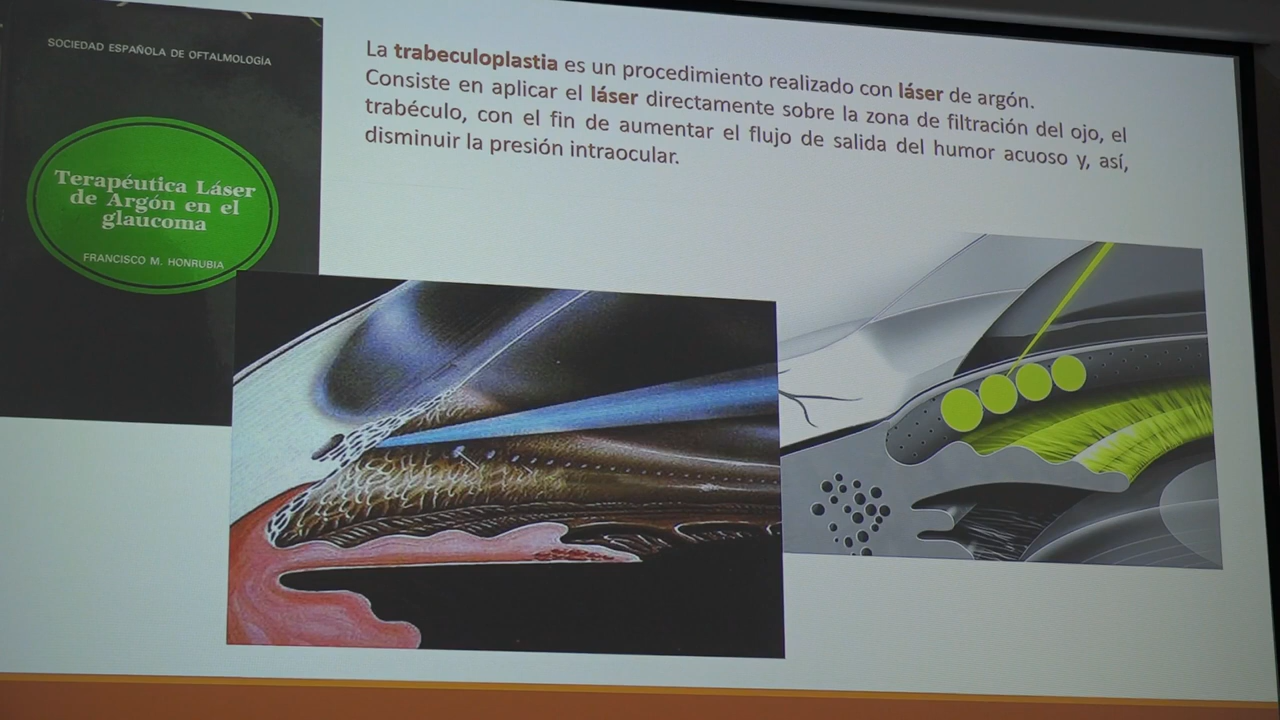 SOCIEDAD ESPAÑOLA DE OFTALMOLOGÍA
Terapéutica Láser
de Argón en el
glaucoma
FRANCISCO M. HONRUBIA
La trabeculoplastia es un procedimiento realizado con láser de argón.
Consiste en aplicar el láser directamente sobre la zona de filtración del ojo, el
trabéculo, con el fin de aumentar el flujo de salida del humor acuoso y, así,
disminuir la presión intraocular.